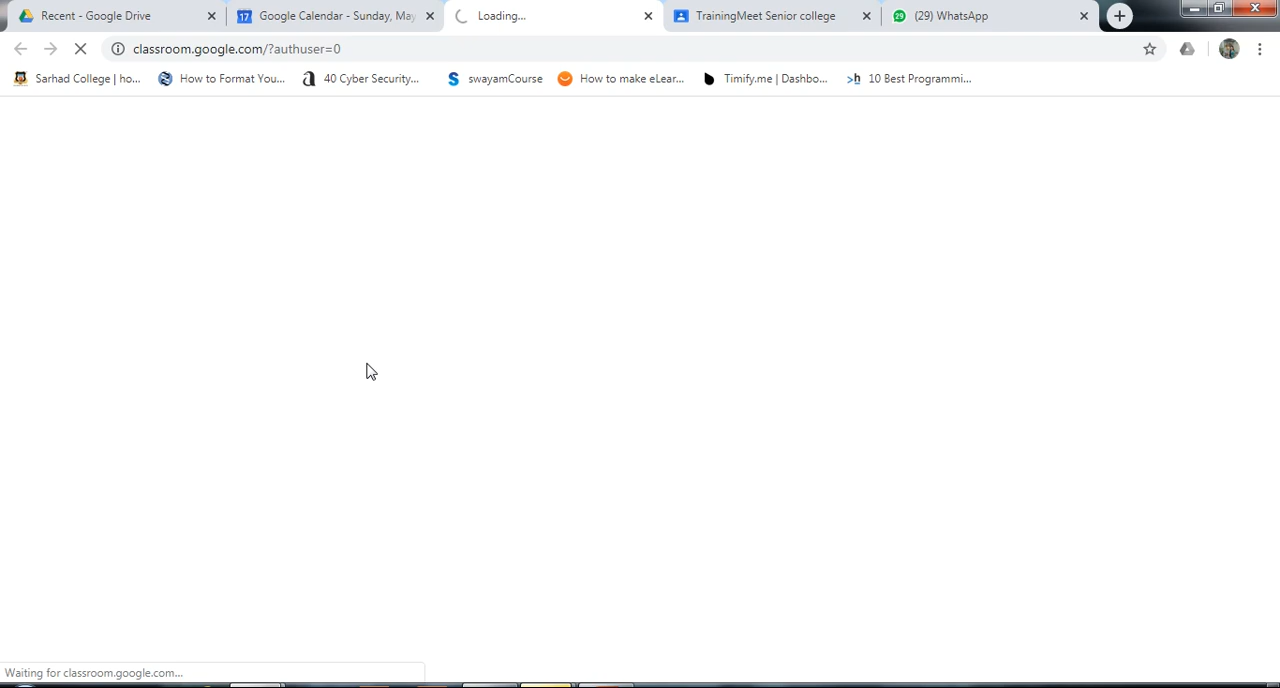 Recent - Google Drive
Google Calendar - Sunday, May
Loading...
TrainingMeet Senior college
(29) WhatsApp
classroom.google.com/?authuser=0
Sarhad College | ho...
How to Format You...
40 Cyber Security...
swayamCourse
How to make eLear...
Timify.me | Dashbo...
10 Best Programmi...
Waiting for classroom.google.com...